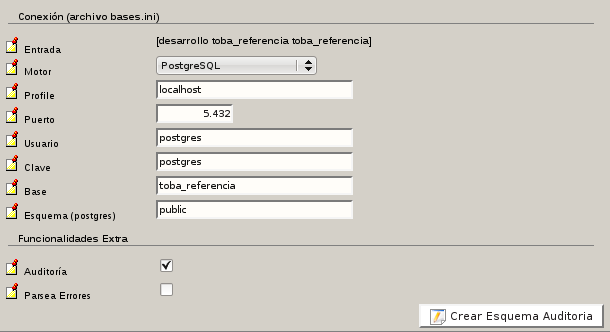 Conexión (archivo bases.ini)
Entrada [desarrollo toba_referencia toba_referencia]
Motor PostgreSQL
Profile localhost
Puerto 5.432
Usuario postgres
Clave postgres
Base toba_referencia
Esquema (postgres) public
Funcionalidades Extra
Auditoría
Parsea Errores
Crear Esquema Auditoria